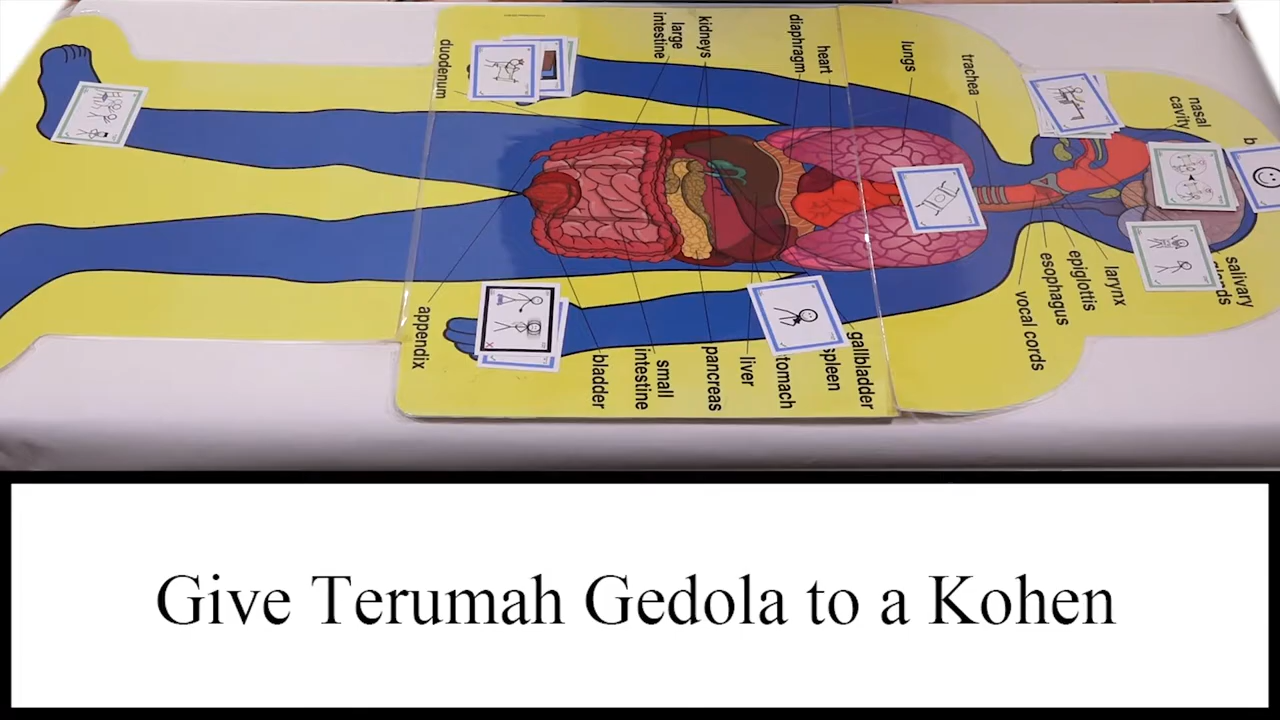 duodenum
large
intestine
kidneys
diaphragm
heart
lungs
trachea
nasal
cavity
appendix
bladder
small
intestine
pancreas
liver
spleen
gallbladder
vocal cords
esophagus
epiglottis
larynx
salivary
Give Terumah Gedola to a Kohen